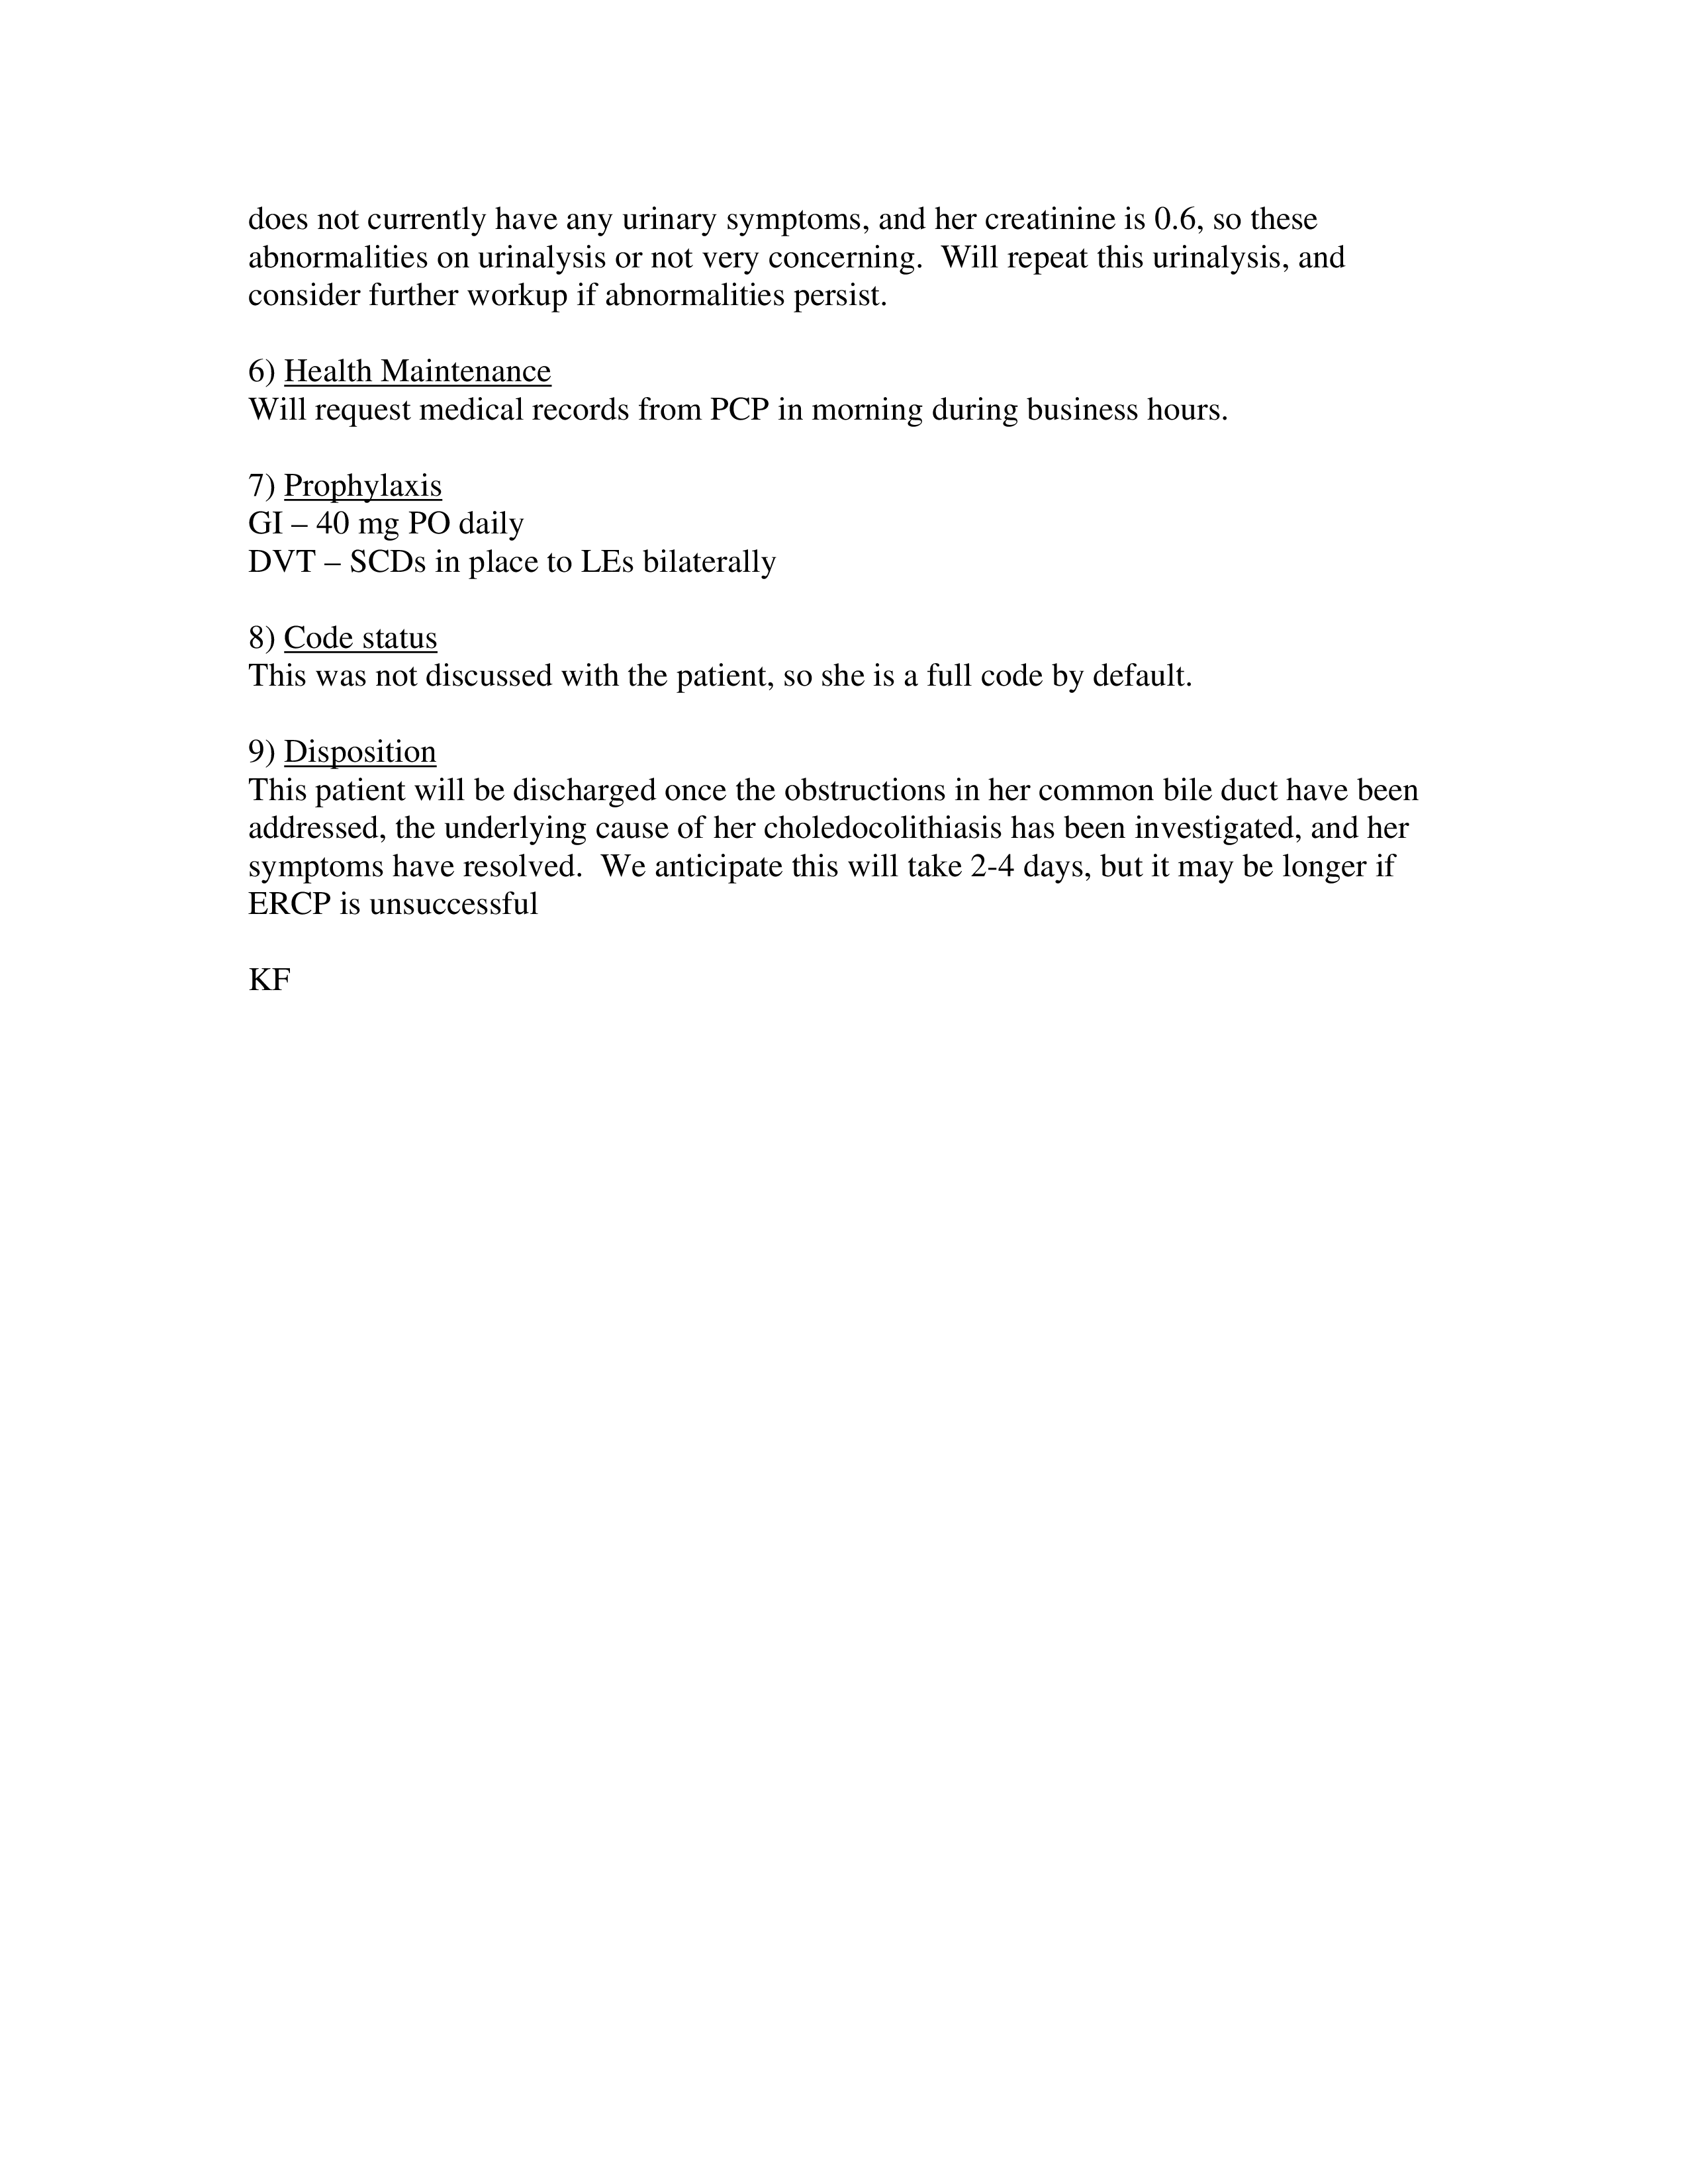 does not currently have any urinary symptoms, and her creatinine is 0.6, so these
abnormalities on urinalysis or not very concerning.  Will repeat this urinalysis, and
consider further workup if abnormalities persist.
6) Health Maintenance
Will request medical records from PCP in morning during business hours.
7) Prophylaxis
GI – 40 mg PO daily
DVT – SCDs in place to LEs bilaterally
8) Code status
This was not discussed with the patient, so she is a full code by default.
9) Disposition
This patient will be discharged once the obstructions in her common bile duct have been
addressed, the underlying cause of her choledocolithiasis has been investigated, and her
symptoms have resolved.  We anticipate this will take 2-4 days, but it may be longer if
ERCP is unsuccessful
KF